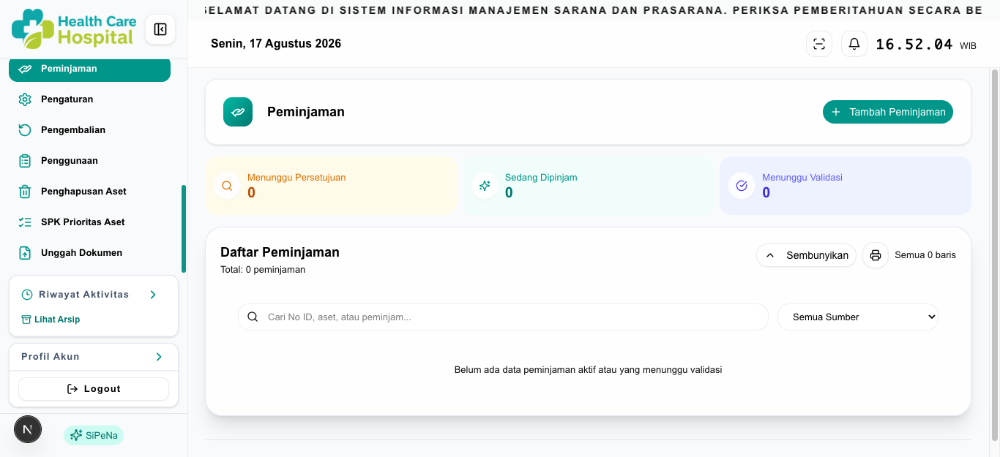 SELAMAT DATANG DI SISTEM INFORMASI MANAJEMEN SARANA DAN PRASARANA. PERIKSA PEMBERITAHUAN SECARA BE
Health Care
Hospital
Senin, 17 Agustus 2026
16.52.04 WIB
Peminjaman
Pengaturan
Pengembalian
Penggunaan
Penghapusan Aset
SPK Prioritas Aset
Unggah Dokumen
Riwayat Aktivitas
Lihat Arsip
Profil Akun
Logout
N
SiPeNa
Peminjaman
+ Tambah Peminjaman
Menunggu Persetujuan
0
Sedang Dipinjam
0
Menunggu Validasi
0
Daftar Peminjaman
Total: 0 peminjaman
Sembunyikan
Semua 0 baris
Cari No ID, aset, atau peminjam...
Semua Sumber
Belum ada data peminjaman aktif atau yang menunggu validasi